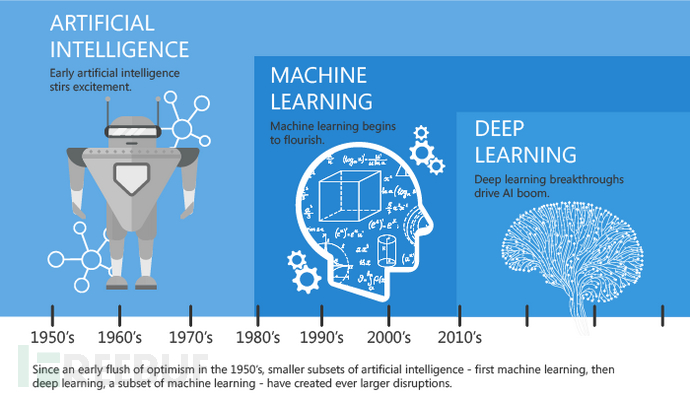 ARTIFICIAL
INTELLIGENCE
Early artificial intelligence
stirs excitement.
MACHINE
LEARNING
Machine learning begins
to flourish.
DEEP
LEARNING
Deep learning breakthroughs
drive AI boom.
1950's 1960's 1970's 1980's 1990's 2000's 2010's
Since an early flush of optimism in the 1950's, smaller subsets of artificial intelligence - first machine learning, then
deep learning, a subset of machine learning - have created ever larger disruptions.